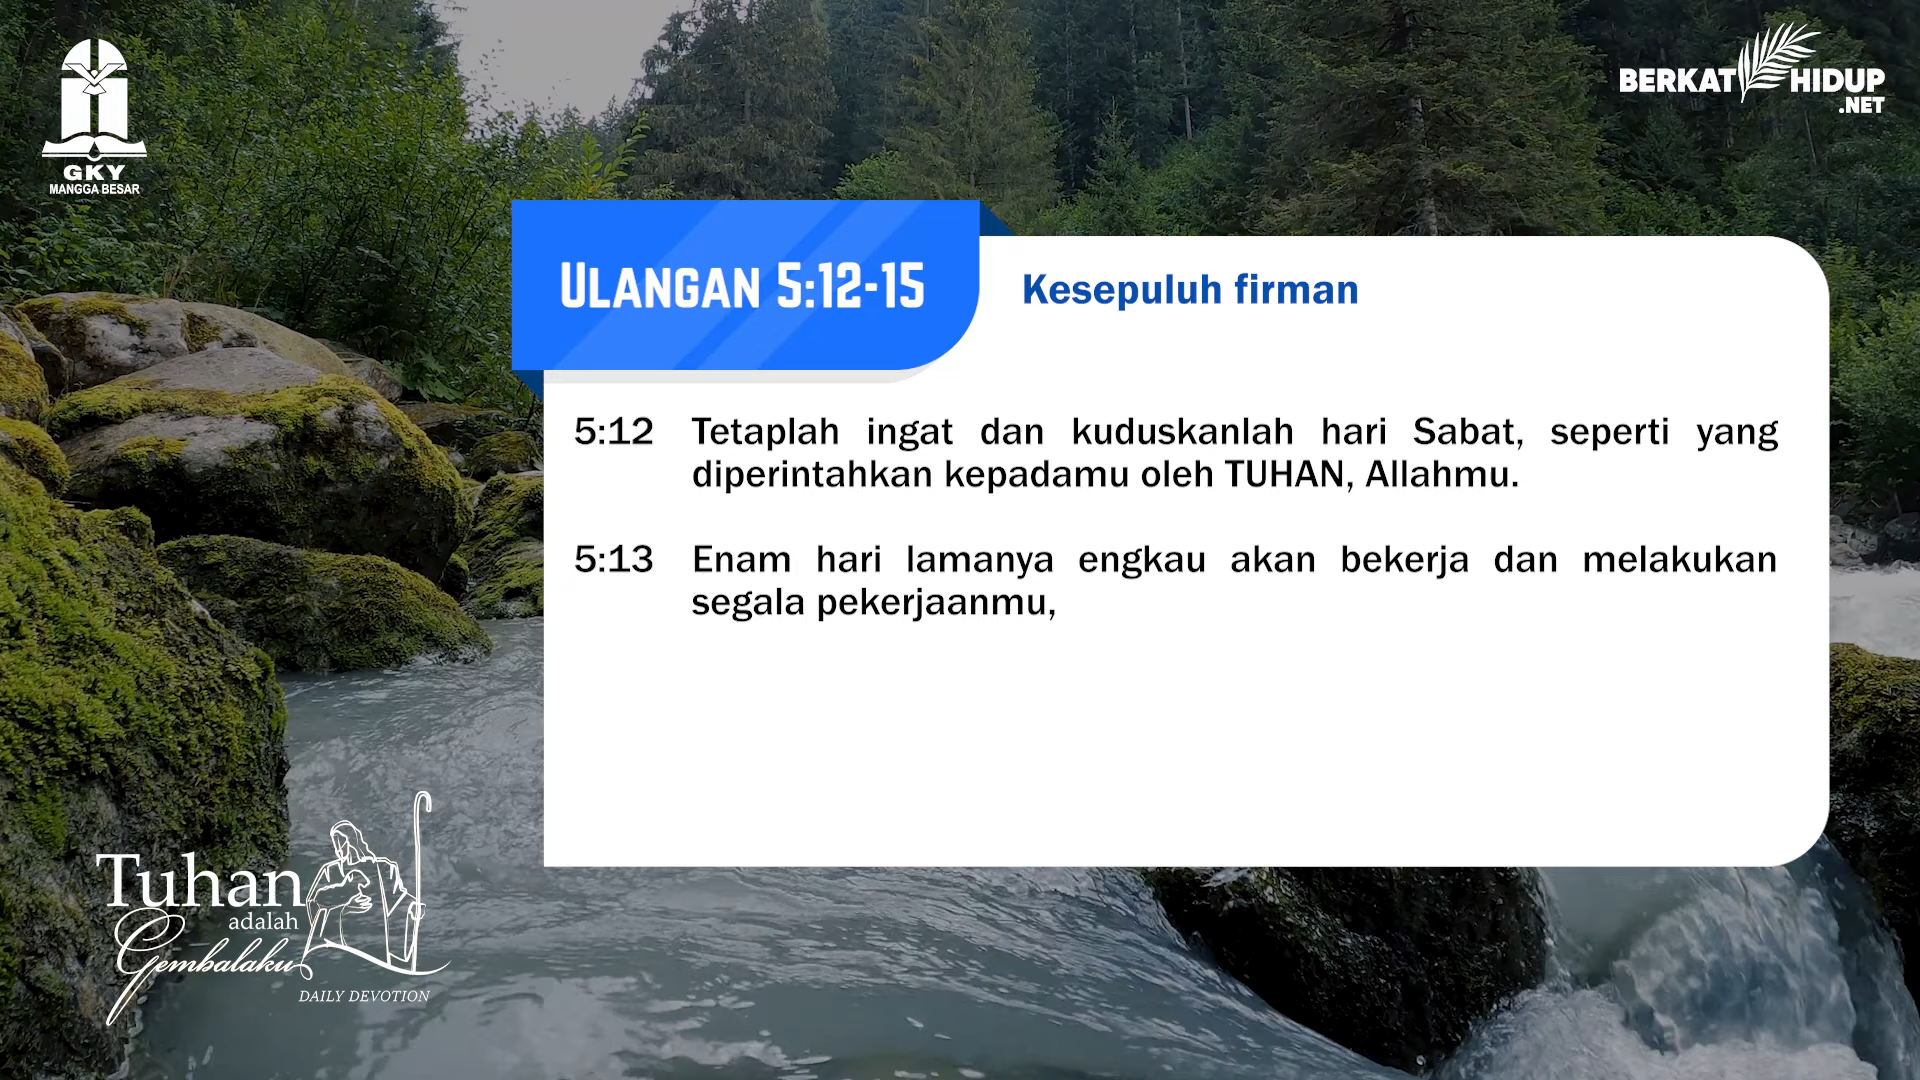 GKY
MANGGA BESAR
BERKAT HIDUP
.NET
ULANGAN 5:12-15
Kesepuluh firman
5:12 Tetaplah ingat dan kuduskanlah hari Sabat, seperti yang
diperintahkan kepadamu oleh TUHAN, Allahmu.
5:13 Enam hari lamanya engkau akan bekerja dan melakukan
segala pekerjaanmu,
Tuhan
adalah
Gembalaku
DAILY DEVOTION